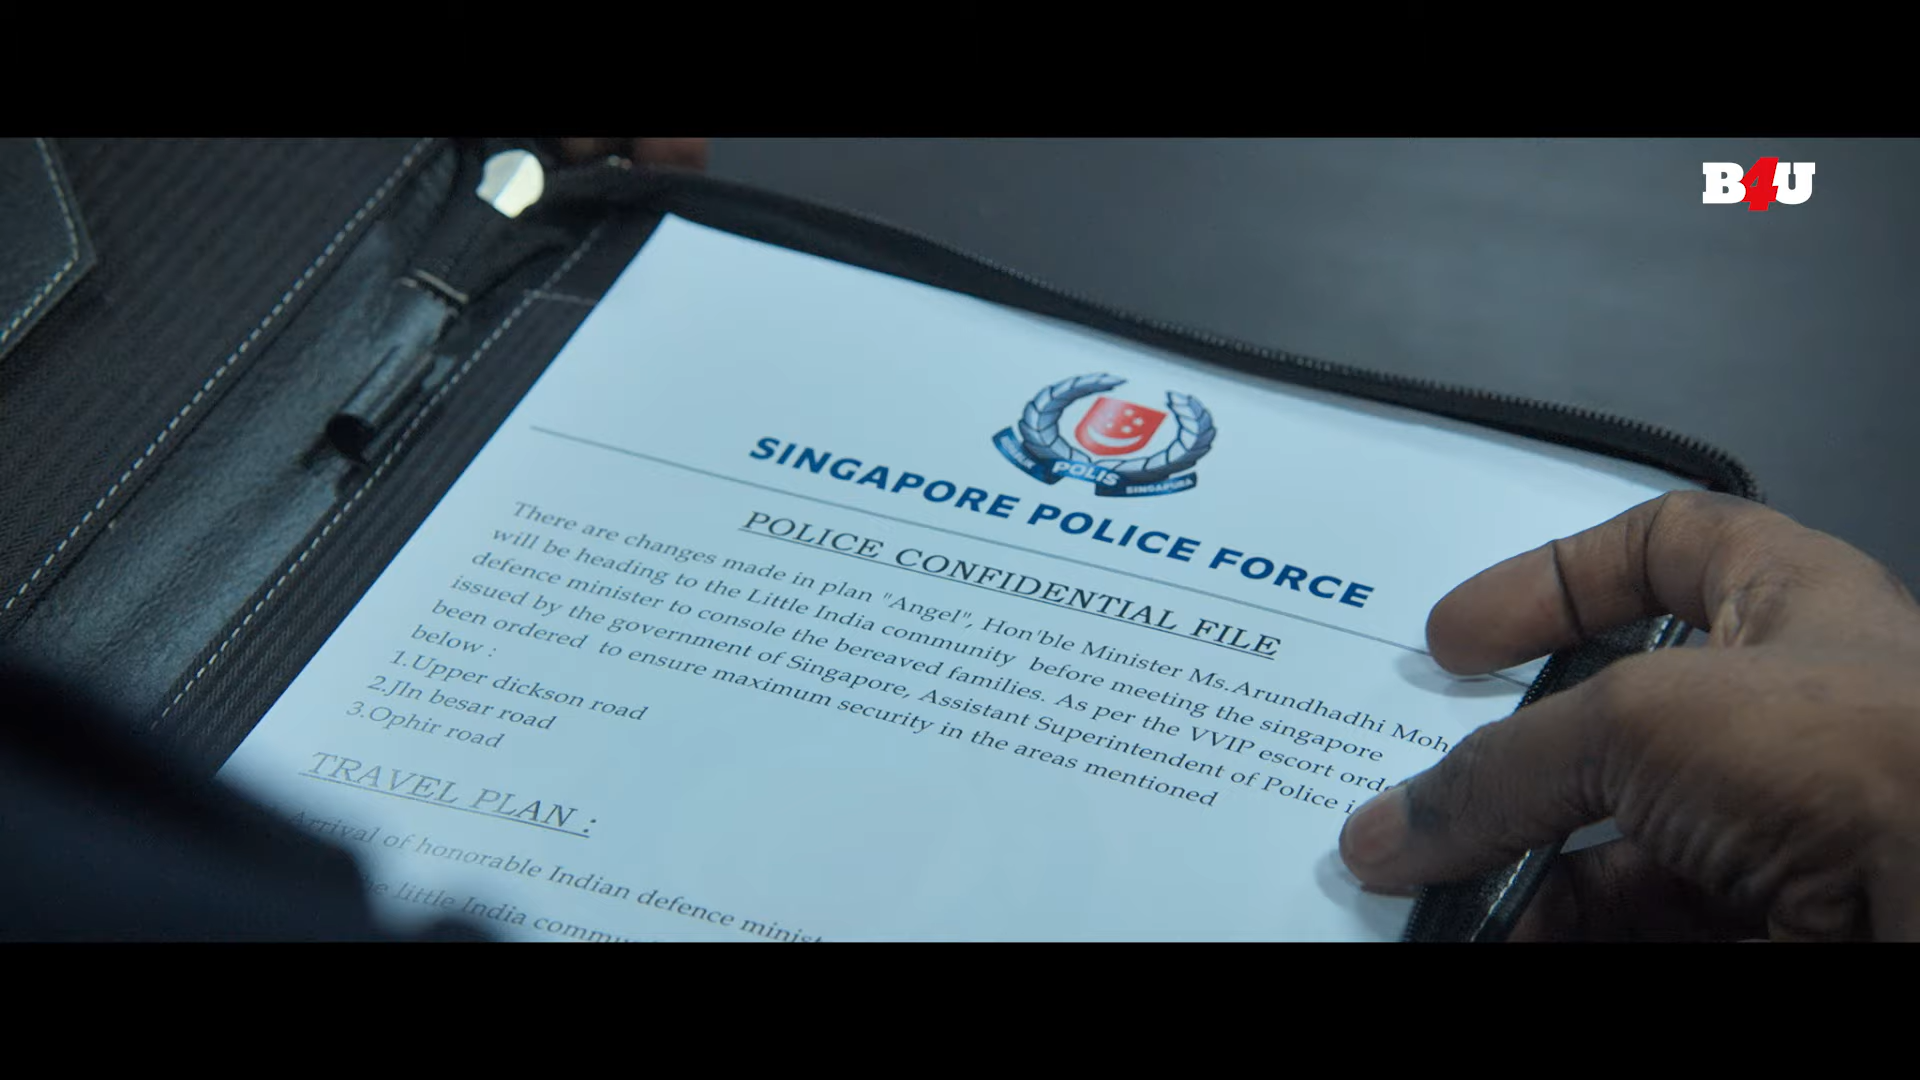 B4U
POLIS
SINGAPURA
SINGAPORE POLICE FORCE
POLICE CONFIDENTIAL FILE
There are changes made in plan "Angel", Hon'ble Minister Ms.Arundhadhi
will be heading to the Little India community before meeting the singapore
defence minister to console the bereaved families. As per the VVIP escort
issued by the government of Singapore, Assistant Superintendent of Police
been ordered to ensure maximum security in the areas mentioned
below :
1.Upper dickson road
2.Jln besar road
3.Ophir road
TRAVEL PLAN :
Arrival of honorable Indian defence
little India